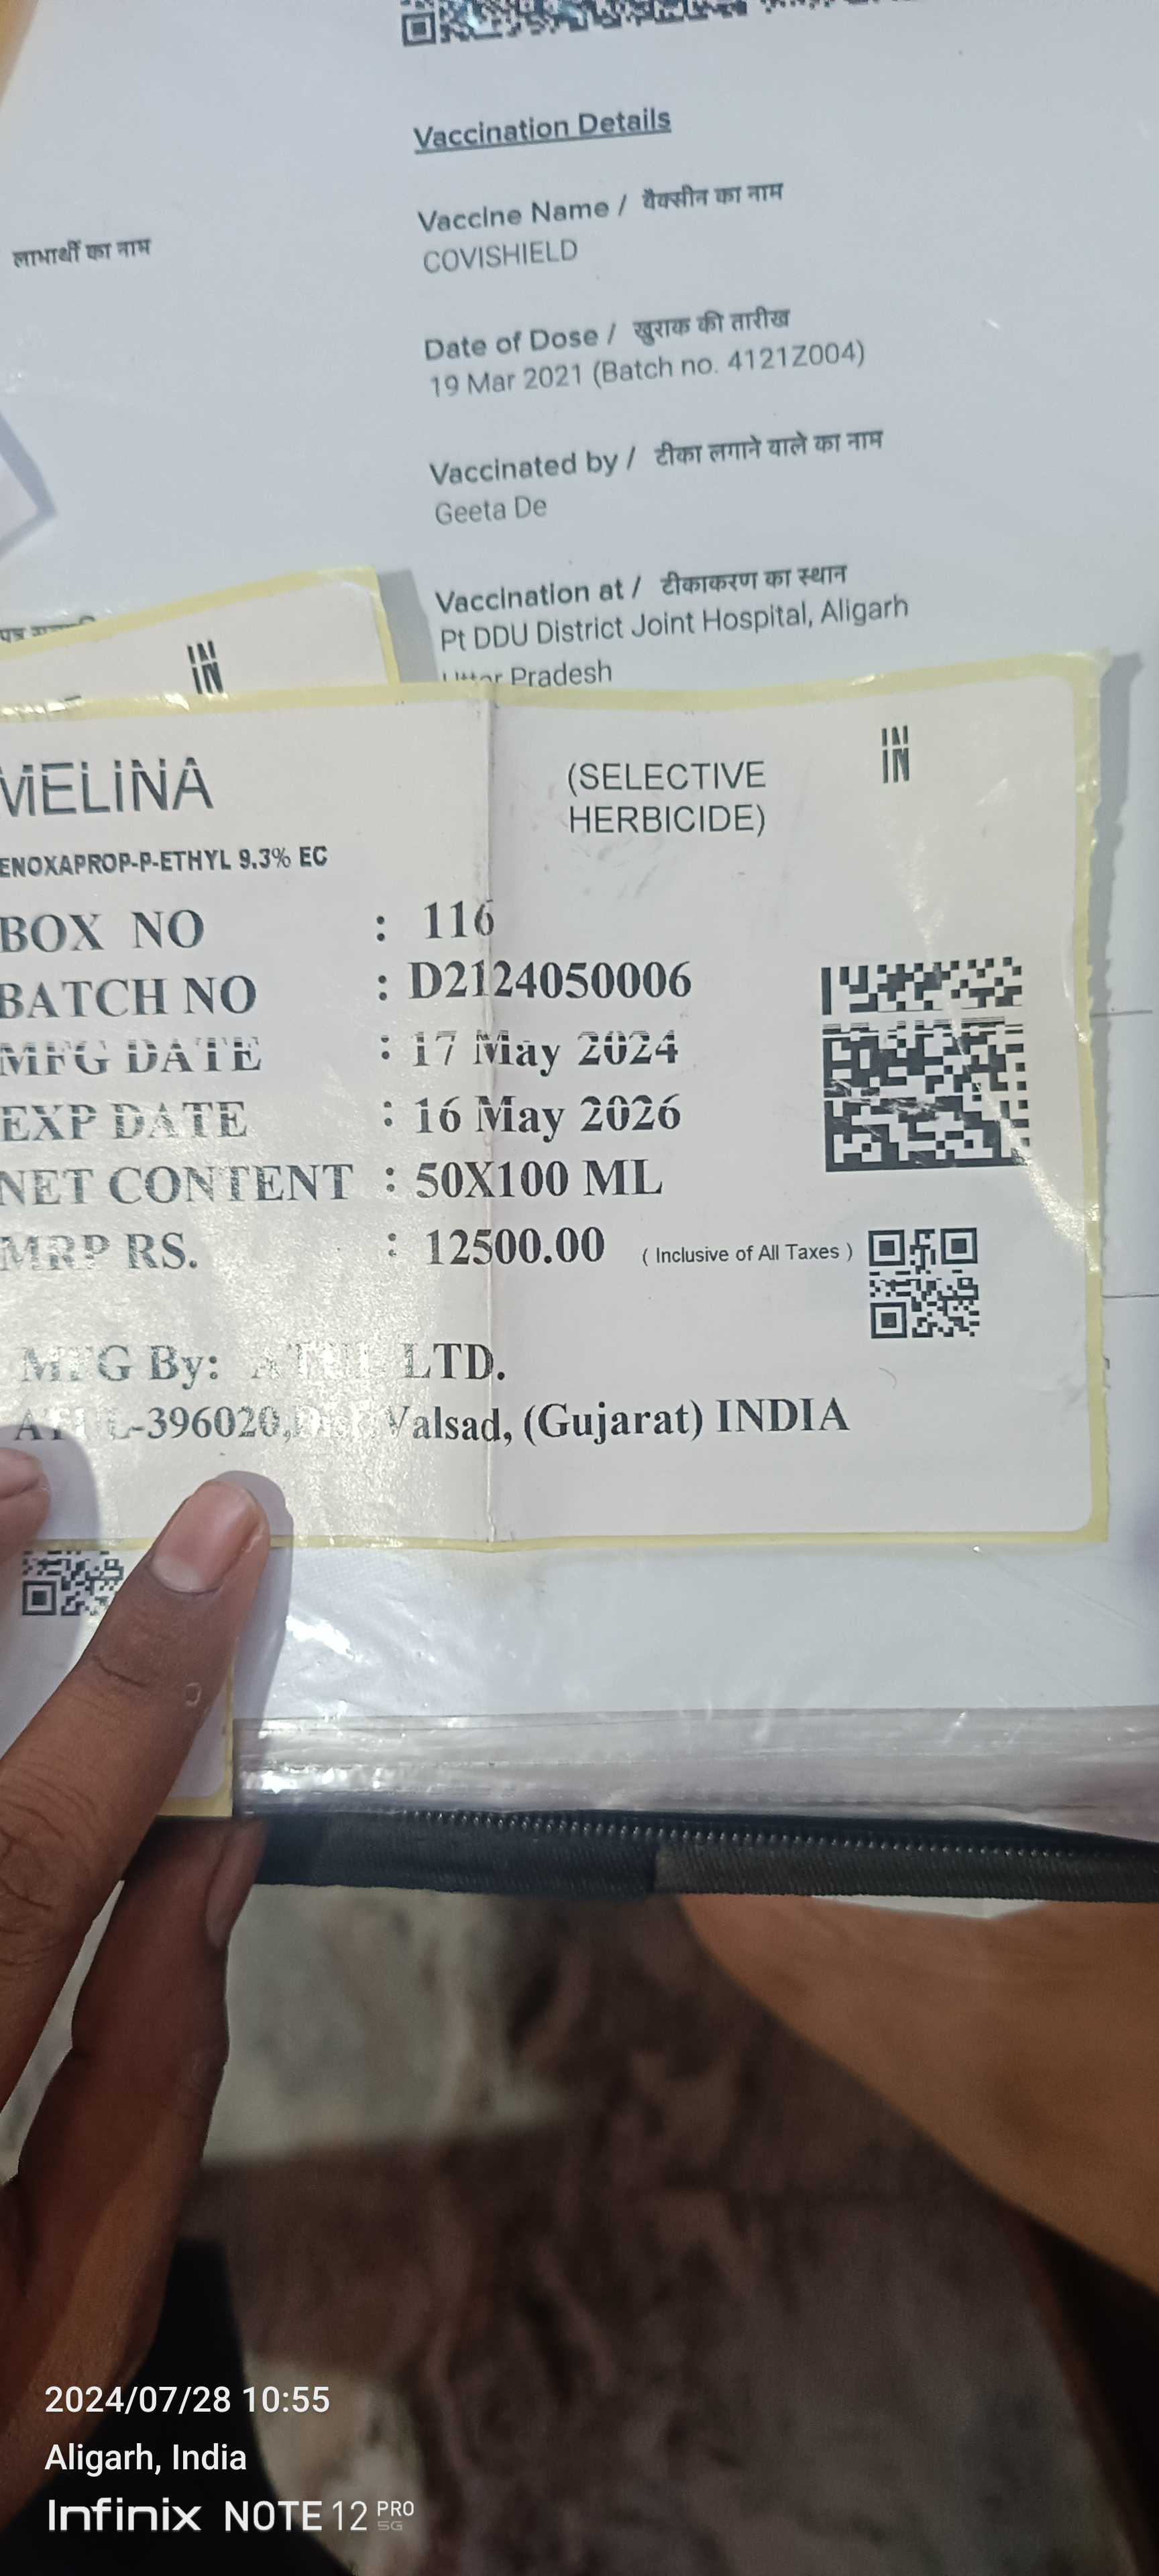 Vaccination Details
Vaccine Name / वैक्सीन का नाम
COVISHIELD
लाभार्थी का नाम
Date of Dose / खुराक की तारीख
19 Mar 2021 (Batch no. 4121Z004)
Vaccinated by / टीका लगाने वाले का नाम
Geeta De
Vaccination at / टीकाकरण का स्थान
Pt DDU District Joint Hospital, Aligarh
Pradesh
IN
IN
IN
IN
MELINA
(SELECTIVE
HERBICIDE)
ENOXAPROP-P-ETHYL 9.3% EC
BOX NO : 116
BATCH NO : D2124050006
MFG DATE : 17 May 2024
EXP DATE : 16 May 2026
NET CONTENT : 50X100 ML
MRP RS. : 12500.00 ( Inclusive of All Taxes )
MFG By: LTD.
-396020, Valsad, (Gujarat) INDIA
2024/07/28 10:55
Aligarh, India
Infinix NOTE 12 PRO
5G